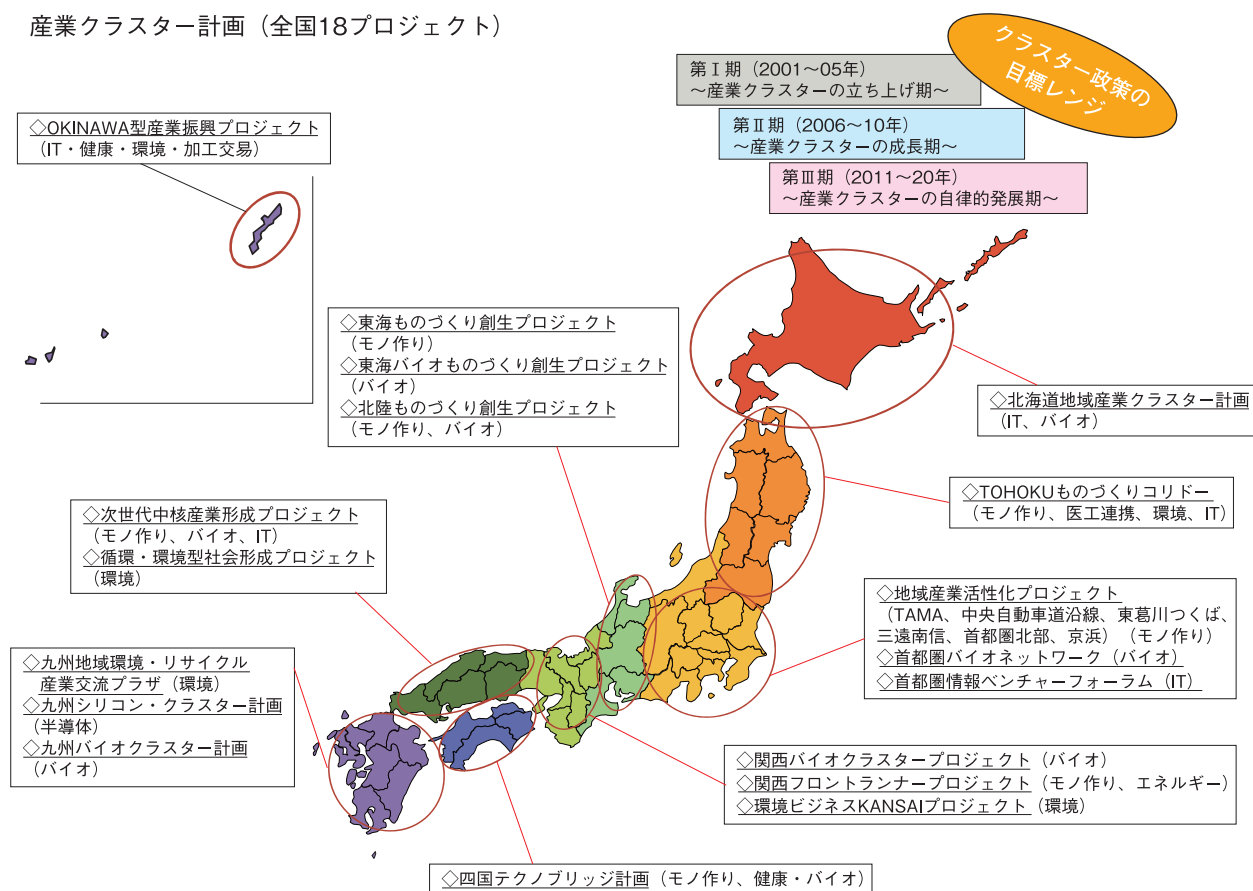 産業クラスター計画（全国18プロジェクト）
クラスター政策の
目標レンジ
第Ⅰ期（2001～05年）
～産業クラスターの立ち上げ期～
第Ⅱ期（2006～10年）
～産業クラスターの成長期～
第Ⅲ期（2011～20年）
～産業クラスターの自律的発展期～
◇OKINAWA型産業振興プロジェクト
（IT・健康・環境・加工交易）
◇東海ものづくり創生プロジェクト
（モノ作り）
◇東海バイオものづくり創生プロジェクト
（バイオ）
◇北陸ものづくり創生プロジェクト
（モノ作り、バイオ）
◇北海道地域産業クラスター計画
（IT、バイオ）
◇TOHOKUものづくりコリドー
（モノ作り、医工連携、環境、IT）
◇次世代中核産業形成プロジェクト
（モノ作り、バイオ、IT）
◇循環・環境型社会形成プロジェクト
（環境）
◇地域産業活性化プロジェクト
（TAMA、中央自動車道沿線、東葛川つくば、
三遠南信、首都圏北部、京浜）（モノ作り）
◇首都圏バイオネットワーク（バイオ）
◇首都圏情報ベンチャーフォーラム（IT）
◇九州地域環境・リサイクル
産業交流プラザ（環境）
◇九州シリコン・クラスター計画
（半導体）
◇九州バイオクラスター計画
（バイオ）
◇関西バイオクラスタープロジェクト（バイオ）
◇関西フロントランナープロジェクト（モノ作り、エネルギー）
◇環境ビジネスKANSAIプロジェクト（環境）
◇四国テクノブリッジ計画（モノ作り、健康・バイオ）